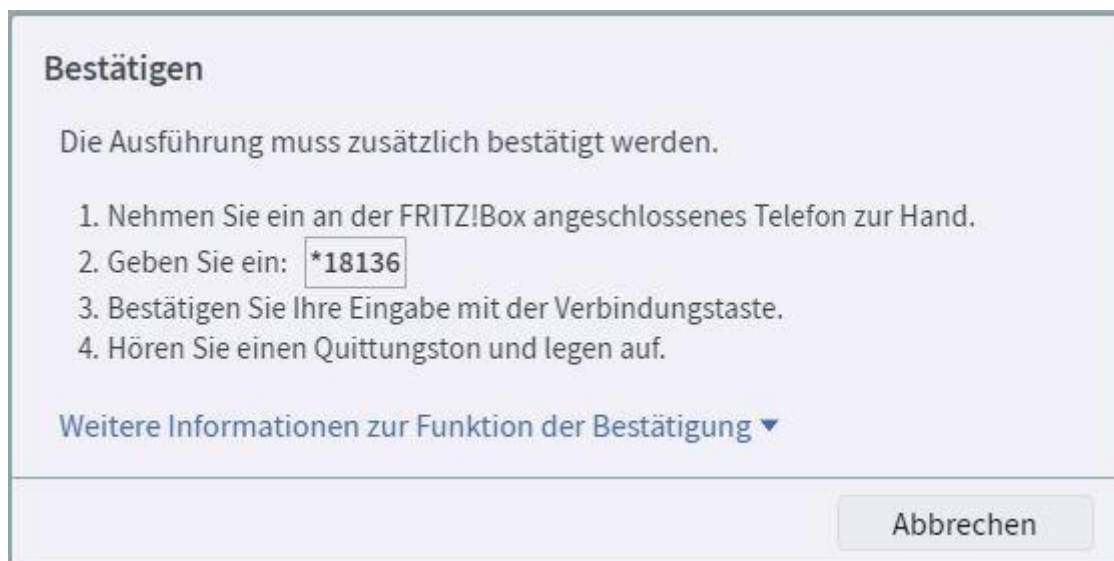 Bestätigen
Die Ausführung muss zusätzlich bestätigt werden.
1. Nehmen Sie ein an der FRITZ!Box angeschlossenes Telefon zur Hand.
2. Geben Sie ein: *18136
3. Bestätigen Sie Ihre Eingabe mit der Verbindungstaste.
4. Hören Sie einen Quittungston und legen auf.
Weitere Informationen zur Funktion der Bestätigung ▼
Abbrechen